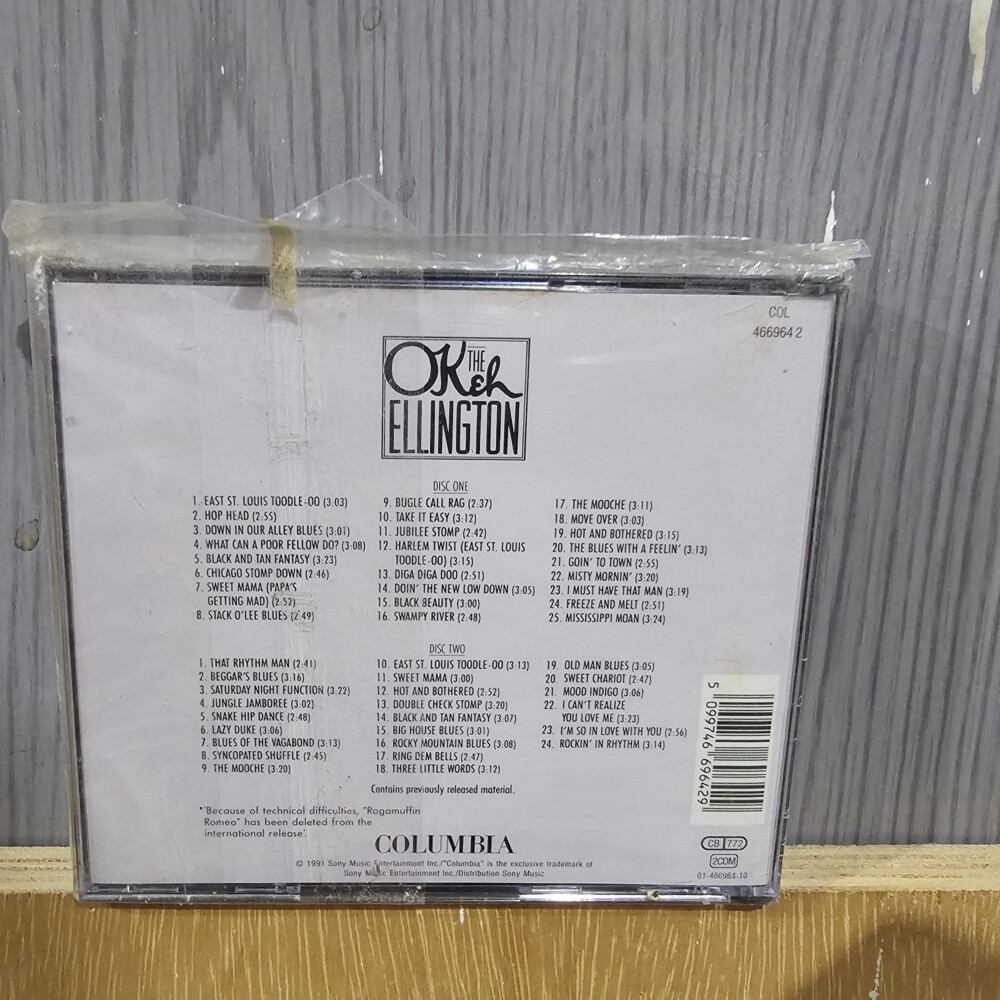 COL
466964 2
THE
OKeh
ELLINGTON
DISC ONE
1. EAST ST. LOUIS TOODLE-OO (3:03)
2. HOP HEAD (2:55)
3. DOWN IN OUR ALLEY BLUES (3:01)
4. WHAT CAN A POOR FELLOW DO? (3:08)
5. BLACK AND TAN FANTASY (3:23)
6. CHICAGO STOMP DOWN (2:46)
7. SWEET MAMA (PAPA'S
GETTING MAD) (2:52)
8. STACK O'LEE BLUES (2:49)
9. BUGLE CALL RAG (2:37)
10. TAKE IT EASY (3:12)
11. JUBILEE STOMP (2:42)
12. HARLEM TWIST (EAST ST. LOUIS
TOODLE-OO) (3:15)
13. DIGA DIGA DOO (2:51)
14. DOIN' THE NEW LOW DOWN (3:05)
15. BLACK BEAUTY (3:00)
16. SWAMPY RIVER (2:48)
17. THE MOOCHE (3:11)
18. MOVE OVER (3:03)
19. HOT AND BOTHERED (3:15)
20. THE BLUES WITH A FEELIN' (3:13)
21. GOIN' TO TOWN (2:55)
22. MISTY MORNIN' (3:20)
23. I MUST HAVE THAT MAN (3:19)
24. FREEZE AND MELT (2:51)
25. MISSISSIPPI MOAN (3:24)
DISC TWO
1. THAT RHYTHM MAN (2:41)
2. BEGGAR'S BLUES (3:16)
3. SATURDAY NIGHT FUNCTION (3:22)
4. JUNGLE JAMBOREE (3:02)
5. SNAKE HIP DANCE (2:48)
6. LAZY DUKE (3:06)
7. BLUES OF THE VAGABOND (3:13)
8. SYNCOPATED SHUFFLE (2:45)
9. THE MOOCHE (3:20)
10. EAST ST. LOUIS TOODLE-OO (3:13)
11. SWEET MAMA (3:00)
12. HOT AND BOTHERED (2:52)
13. DOUBLE CHECK STOMP (3:20)
14. BLACK AND TAN FANTASY (3:07)
15. BIG HOUSE BLUES (3:01)
16. ROCKY MOUNTAIN BLUES (3:08)
17. RING DEM BELLS (2:47)
18. THREE LITTLE WORDS (3:12)
19. OLD MAN BLUES (3:05)
20. SWEET CHARIOT (2:47)
21. MOOD INDIGO (3:06)
22. I CAN'T REALIZE
YOU LOVE ME (3:23)
23. I'M SO IN LOVE WITH YOU (2:56)
24. ROCKIN' IN RHYTHM (3:14)
Contains previously released material.
*'Because of technical difficulties, "Ragamuffin
Romeo" has been deleted from the
international release'.
COLUMBIA
© 1991 Sony Music Entertainment Inc./"Columbia" is the exclusive trademark of
Sony Music Entertainment Inc./Distribution Sony Music
5 099746 696429
CB 772
2CDM
01-466964-10